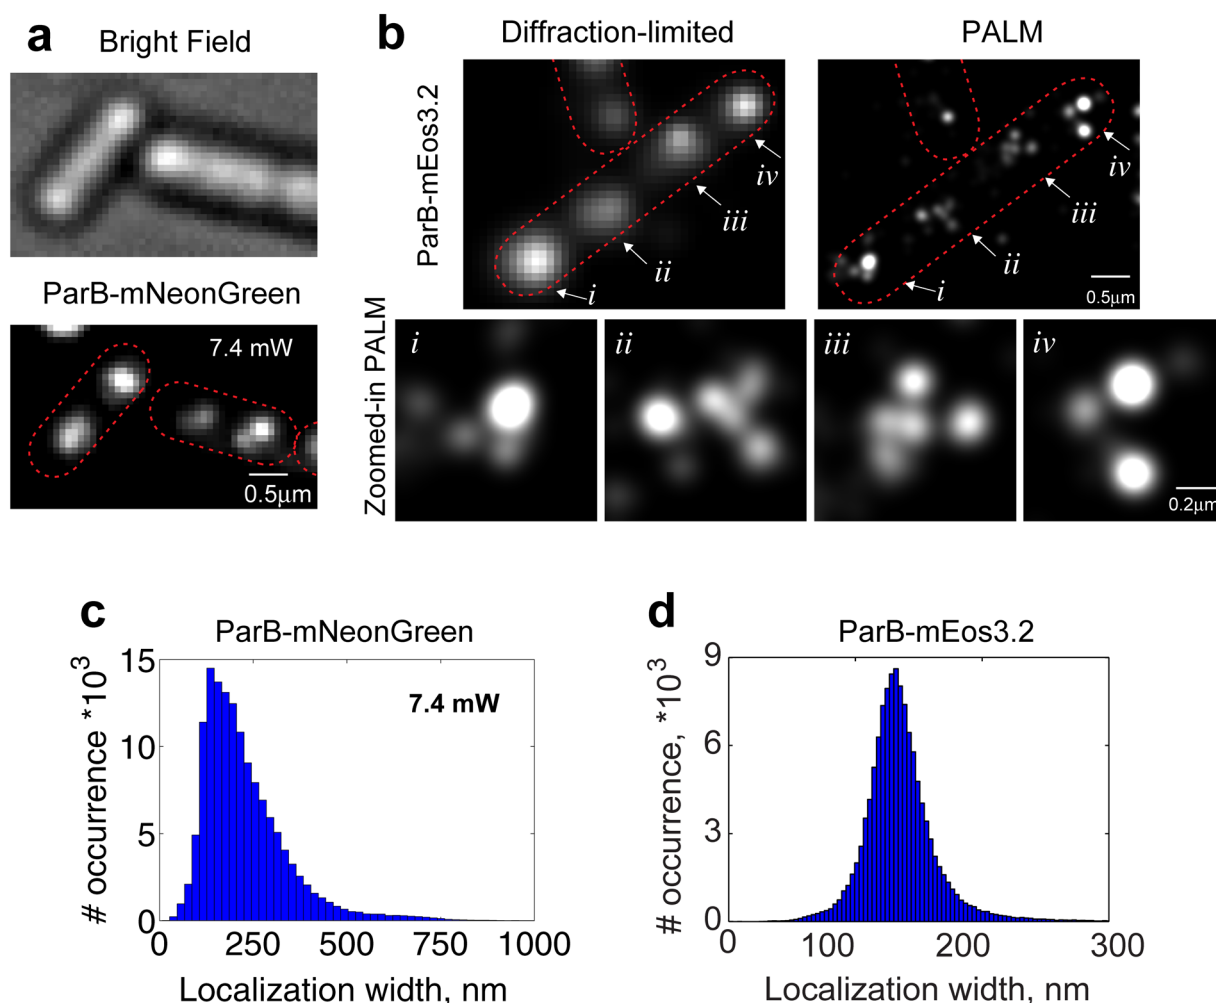 a
Bright Field
ParB-mNeonGreen
7.4 mW
0.5μm
b
Diffraction-limited
PALM
ParB-mEos3.2
i
ii
iii
iv
i
ii
iii
iv
0.5μm
Zoomed-in PALM
i
ii
iii
iv
0.2μm
c
ParB-mNeonGreen
# occurrence *10³
15
10
5
0
7.4 mW
0
250
500
750
1000
Localization width, nm
d
ParB-mEos3.2
# occurrence, *10³
9
6
3
0
0
100
200
300
Localization width, nm